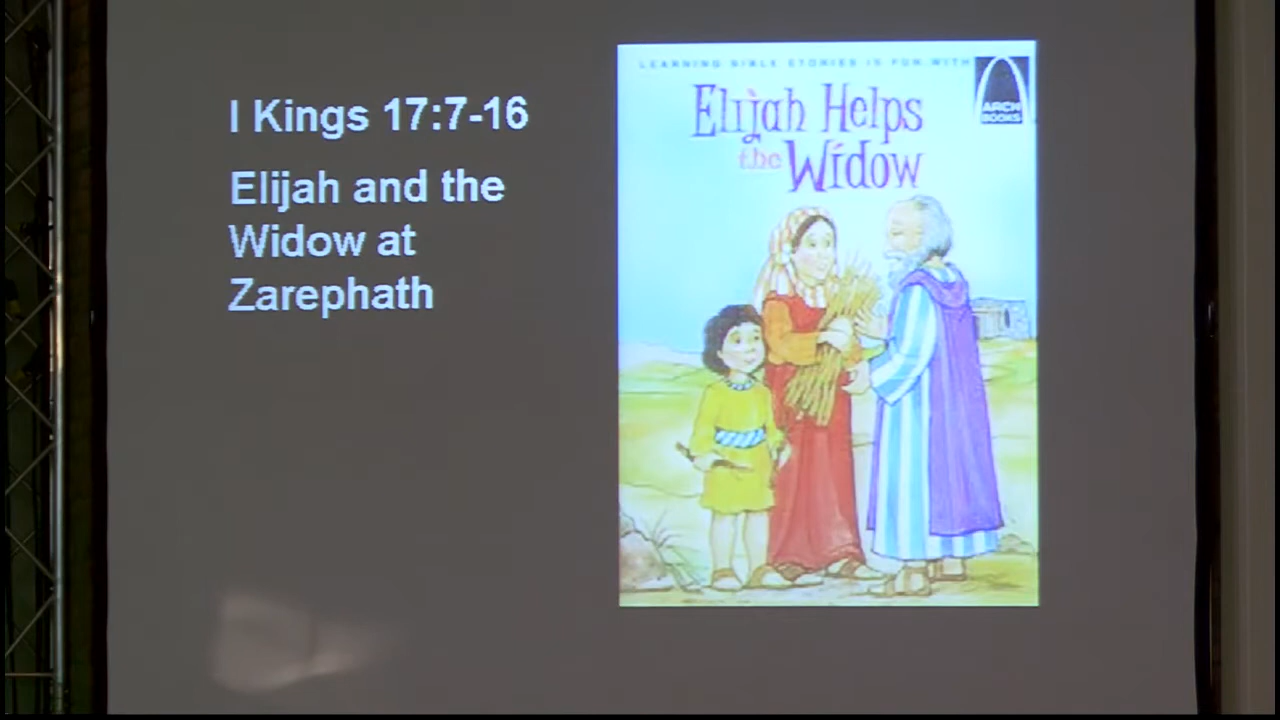 I Kings 17:7-16
Elijah and the
Widow at
Zarephath
LEARNING BIBLE STORIES IS FUN WITH
ARCH
BOOKS
Elijah Helps
the Widow